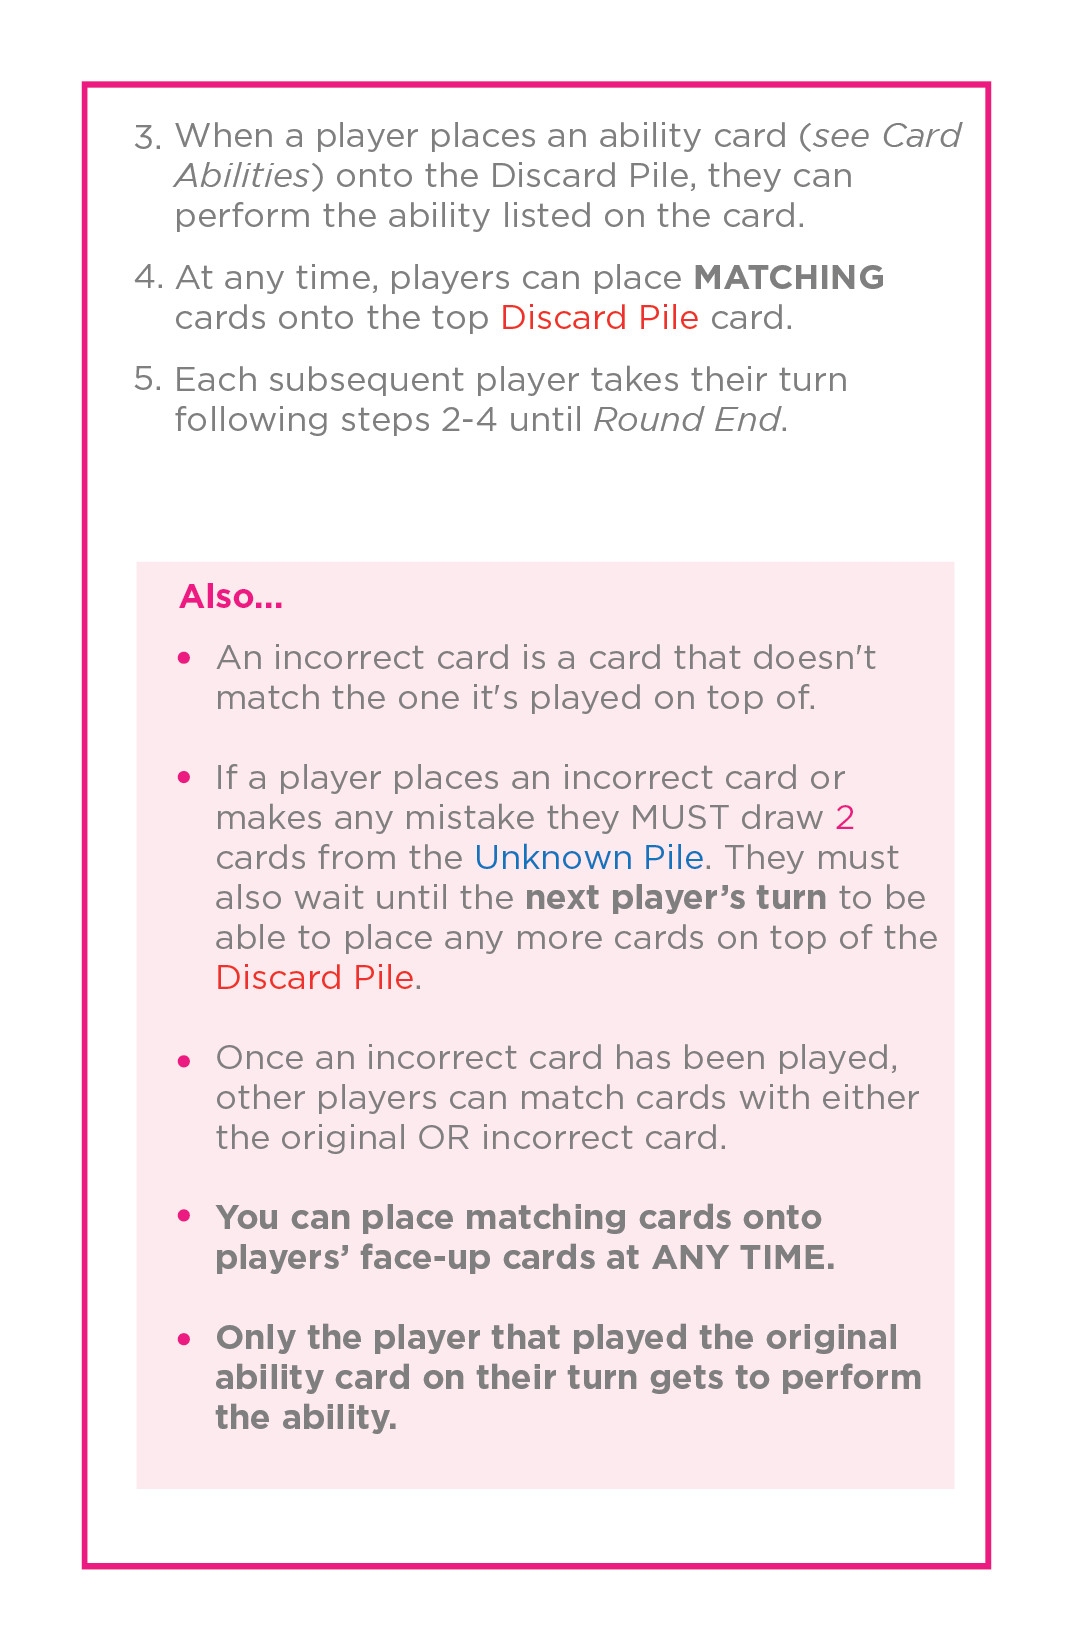 3. When a player places an ability card (see Card
Abilities) onto the Discard Pile, they can
perform the ability listed on the card.
4. At any time, players can place MATCHING
cards onto the top Discard Pile card.
5. Each subsequent player takes their turn
following steps 2-4 until Round End.
Also...
• An incorrect card is a card that doesn't
match the one it's played on top of.
• If a player places an incorrect card or
makes any mistake they MUST draw 2
cards from the Unknown Pile. They must
also wait until the next player’s turn to be
able to place any more cards on top of the
Discard Pile.
• Once an incorrect card has been played,
other players can match cards with either
the original OR incorrect card.
• You can place matching cards onto
players’ face-up cards at ANY TIME.
• Only the player that played the original
ability card on their turn gets to perform
the ability.